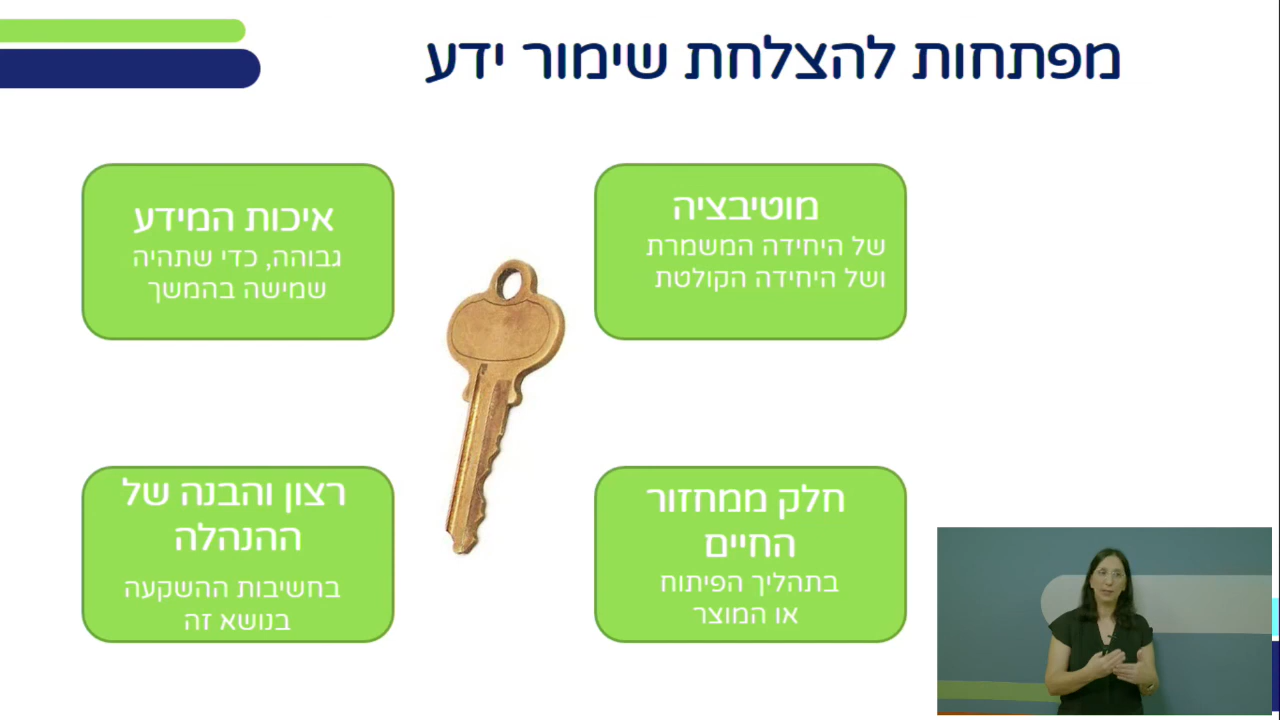 מפתחות להצלחת שימור ידע
מוטיבציה
של היחידה המשמרת
ושל היחידה הקולטת
איכות המידע
גבוהה, כדי שתהיה
שמישה בהמשך
חלק ממחזור
החיים
בתהליך הפיתוח
או המוצר
רצון והבנה של
ההנהלה
בחשיבות ההשקעה
בנושא זה